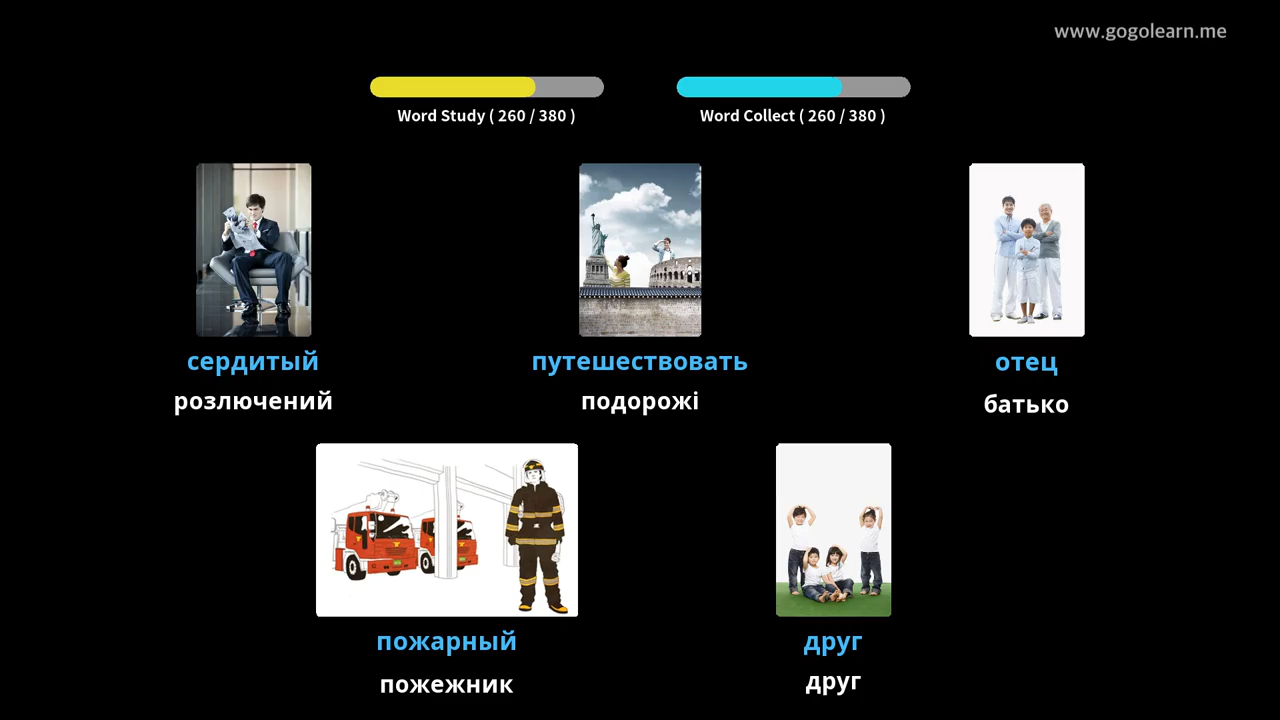 www.gogolearn.me
Word Study ( 260 / 380 )
Word Collect ( 260 / 380 )
сердитый
розлючений
путешествовать
подорожі
отец
батько
пожарный
пожежник
друг
друг